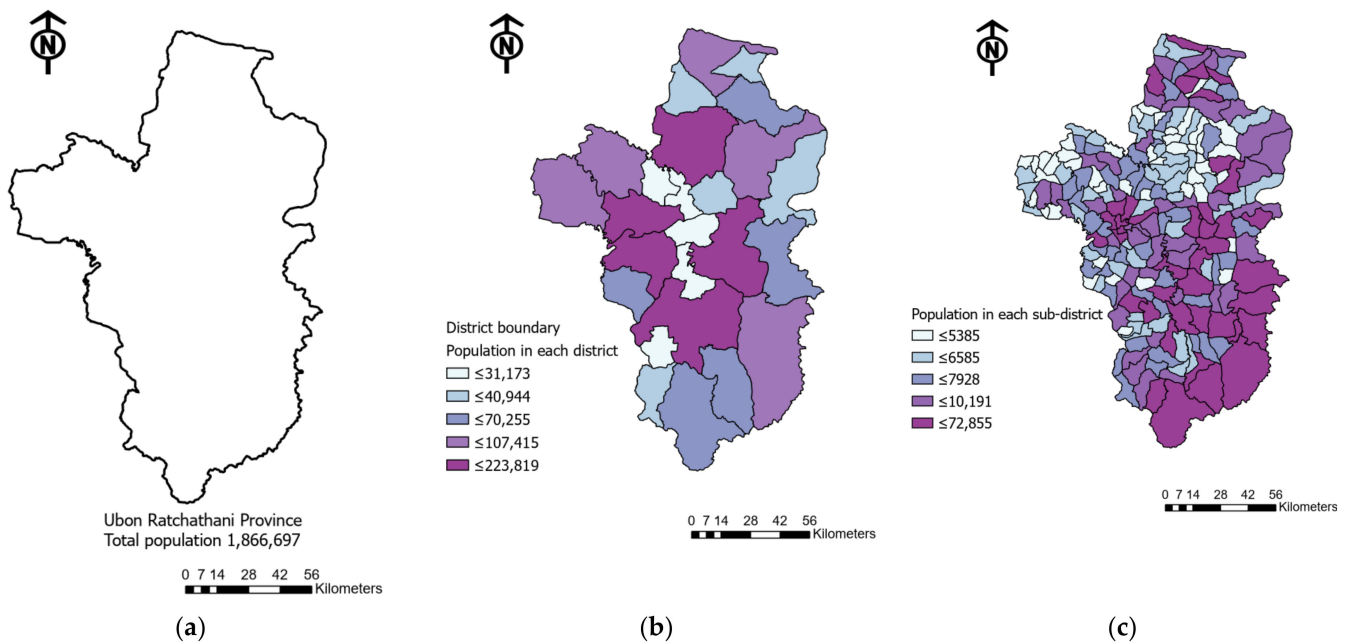 N
Ubon Ratchathani Province
Total population 1,866,697
0 7 14 28 42 56
Kilometers
(a)
N
District boundary
Population in each district
≤31,173
≤40,944
≤70,255
≤107,415
≤223,819
0 7 14 28 42 56
Kilometers
(b)
N
Population in each sub-district
≤5385
≤6585
≤7928
≤10,191
≤72,855
0 7 14 28 42 56
Kilometers
(c)